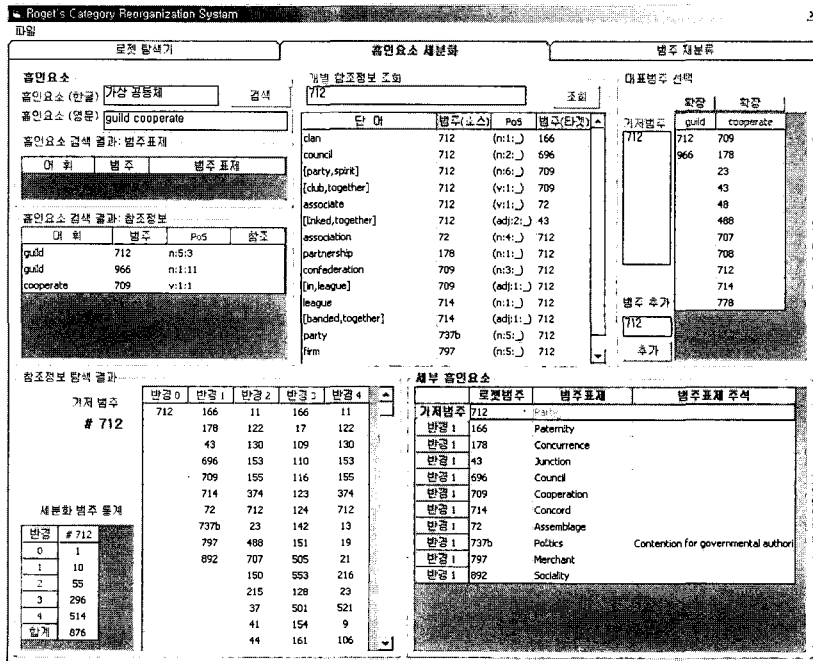 Roget's Category Reorganization System
파일
로젯 탐색기 흡인요소 세분화 범주 재분류
흡인요소
흡인요소 (한글) 가상 공동체 검색
흡인요소 (영문) guild cooperate
흡인요소 검색 결과: 범주표제
어 휘 범 주 범주 표제
흡인요소 검색 결과: 참조정보
어 휘 범주 PoS 참조
guild 712 n:5:3
guild 966 n:1:11
cooperate 709 v:1:1
개별 참조정보 조회
712 조회
단 어 범주(소스) PoS 범주(타겟)
clan 712 (n:1:_) 166
council 712 (n:2:_) 696
[party,spirit] 712 (n:6:_) 709
[club,together] 712 (v:1:_) 709
associate 712 (v:1:_) 72
[linked,together] 712 (adj:2:_) 43
association 72 (n:4:_) 712
partnership 178 (n:1:_) 712
confederation 709 (n:3:_) 712
[in,league] 709 (adj:1:_) 712
league 714 (n:1:_) 712
[banded,together] 714 (adj:1:_) 712
party 737b (n:5:_) 712
firm 797 (n:5:_) 712
대표범주 선택
확장 확장
기저범주 guild cooperate
712 712 709
966 178
23
43
48
488
707
708
712
714
778
범주 추가
712
추가
참조정보 탐색 결과
기저 범주
# 712
세분화 범주 통계
반경 # 712
0 1
1 10
2 55
3 296
4 514
합계 876
반경 0 반경 1 반경 2 반경 3 반경 4
712 166 11 166 11
178 122 17 122
43 130 109 130
696 153 110 153
709 155 116 155
714 374 123 374
72 712 124 712
737b 23 142 13
797 488 151 19
892 707 505 21
150 553 216
215 128 23
37 501 521
41 154 9
44 161 106
세부 흡인요소
로젯범주 범주표제 범주표제 주석
기저범주 712 Party
반경 1 166 Paternity
반경 1 178 Concurrence
반경 1 43 Junction
반경 1 696 Council
반경 1 709 Cooperation
반경 1 714 Concord
반경 1 72 Assemblage
반경 1 737b Politics Contention for governmental authori
반경 1 797 Merchant
반경 1 892 Sociality